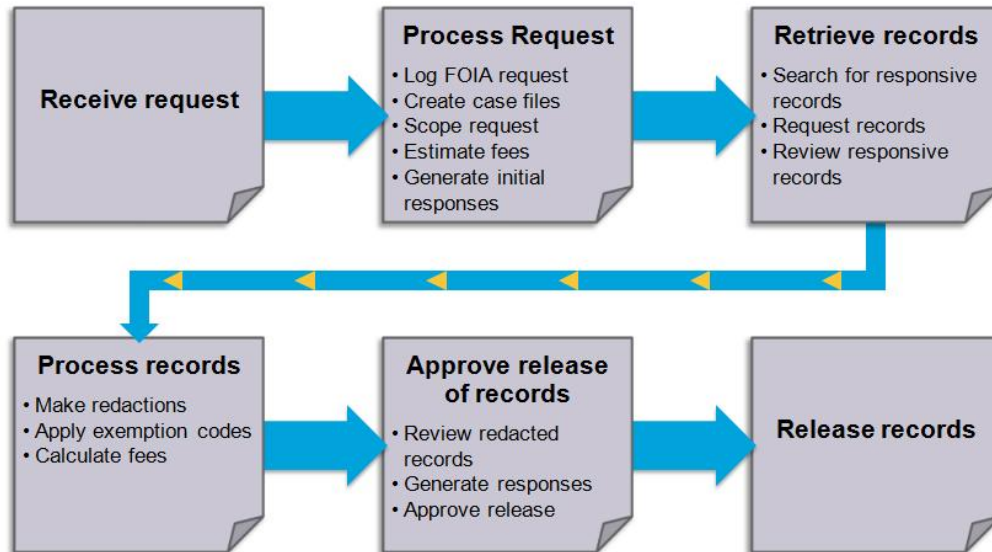 Receive request
Process Request
• Log FOIA request
• Create case files
• Scope request
• Estimate fees
• Generate initial
responses
Retrieve records
• Search for responsive
records
• Request records
• Review responsive
records
Process records
• Make redactions
• Apply exemption codes
• Calculate fees
Approve release
of records
• Review redacted
records
• Generate responses
• Approve release
Release records